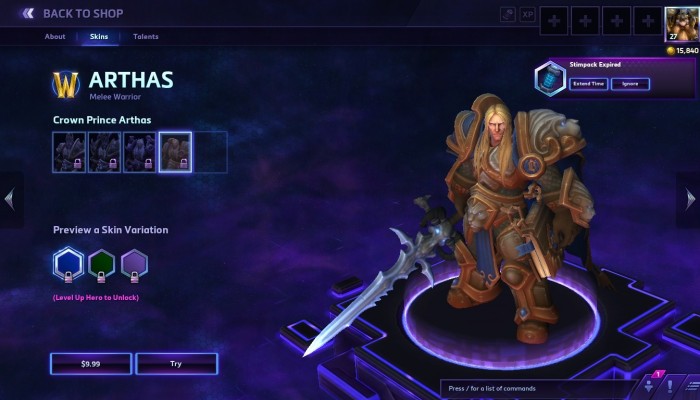 BACK TO SHOP
XP
27
15,840
About
Skins
Talents
Stimpack Expired
Extend Time
Ignore
W
ARTHAS
Melee Warrior
Crown Prince Arthas
Preview a Skin Variation
(Level Up Hero to Unlock)
$9.99
Try
Press / for a list of commands
1